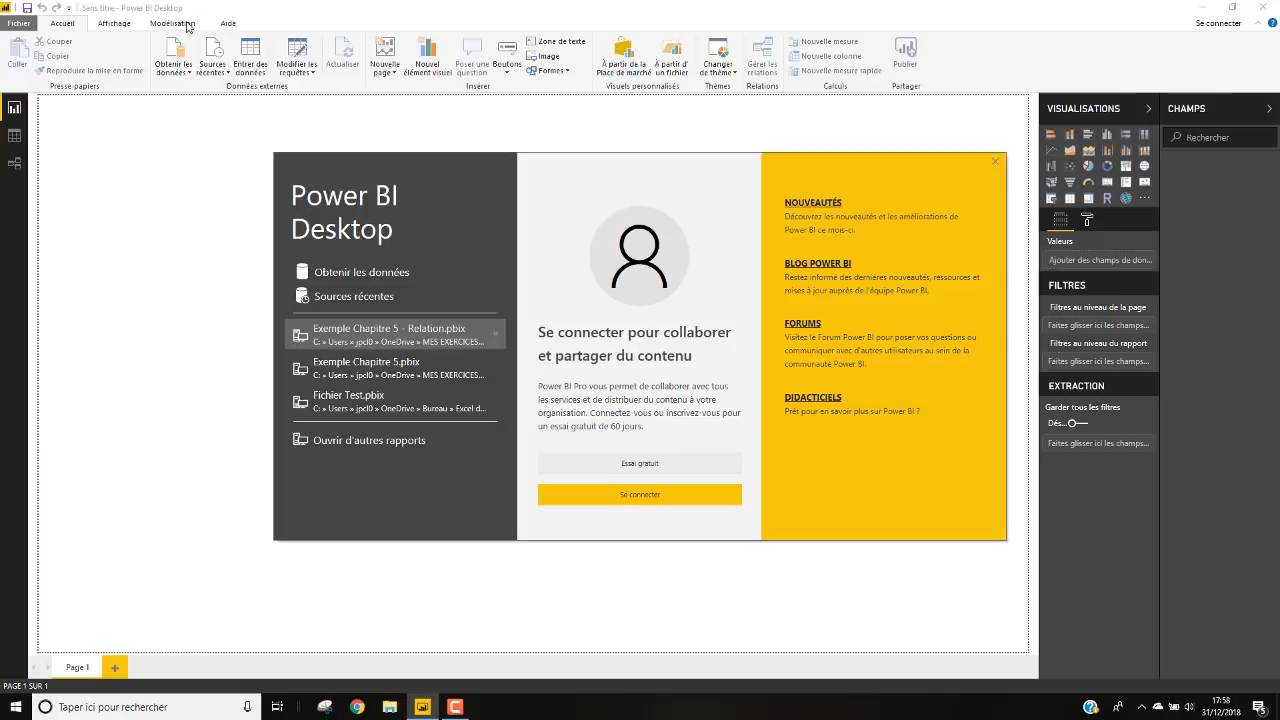 Sans titre - Power BI Desktop
Fichier Accueil Affichage Modélisation Aide Se connecter
Coller
Couper
Copier
Reproduire la mise en forme
Presse-papiers
Obtenir les données
Sources récentes
Entrer des données
Modifier les requêtes
Actualiser
Données externes
Nouvelle page
Nouvel élément visuel
Poser une question
Boutons
Zone de texte
Image
Formes
Insérer
À partir de la Place de marché
À partir d'un fichier
Visuels personnalisés
Changer de thème
Thèmes
Gérer les relations
Relations
Nouvelle mesure
Nouvelle colonne
Nouvelle mesure rapide
Calculs
Publier
Partager
Power BI
Desktop
Obtenir les données
Sources récentes
Exemple Chapitre 5 - Relation.pbix
C: » Users » jpcl0 » OneDrive » MES EXERCICES...
Exemple Chapitre 5.pbix
C: » Users » jpcl0 » OneDrive » MES EXERCICES...
Fichier Test.pbix
C: » Users » jpcl0 » OneDrive » Bureau » Excel d...
Ouvrir d'autres rapports
Se connecter pour collaborer
et partager du contenu
Power BI Pro vous permet de collaborer avec tous
les services et de distribuer du contenu à votre
organisation. Connectez-vous ou inscrivez-vous pour
un essai gratuit de 60 jours.
Essai gratuit
Se connecter
NOUVEAUTÉS
Découvrez les nouveautés et les améliorations de
Power BI ce mois-ci.
BLOG POWER BI
Restez informé des dernières nouveautés, ressources et
mises à jour auprès de l'équipe Power BI.
FORUMS
Visitez le Forum Power BI pour poser vos questions ou
communiquer avec d'autres utilisateurs au sein de la
communauté Power BI.
DIDACTICIELS
Prêt pour en savoir plus sur Power BI ?
VISUALISATIONS
Valeurs
Ajouter des champs de don...
FILTRES
Filtres au niveau de la page
Faites glisser ici les champs...
Filtres au niveau du rapport
Faites glisser ici les champs...
EXTRACTION
Garder tous les filtres
Dés...
Faites glisser ici les champs...
CHAMPS
Rechercher
Page 1
PAGE 1 SUR 1
Taper ici pour rechercher
17:58
31/12/2018